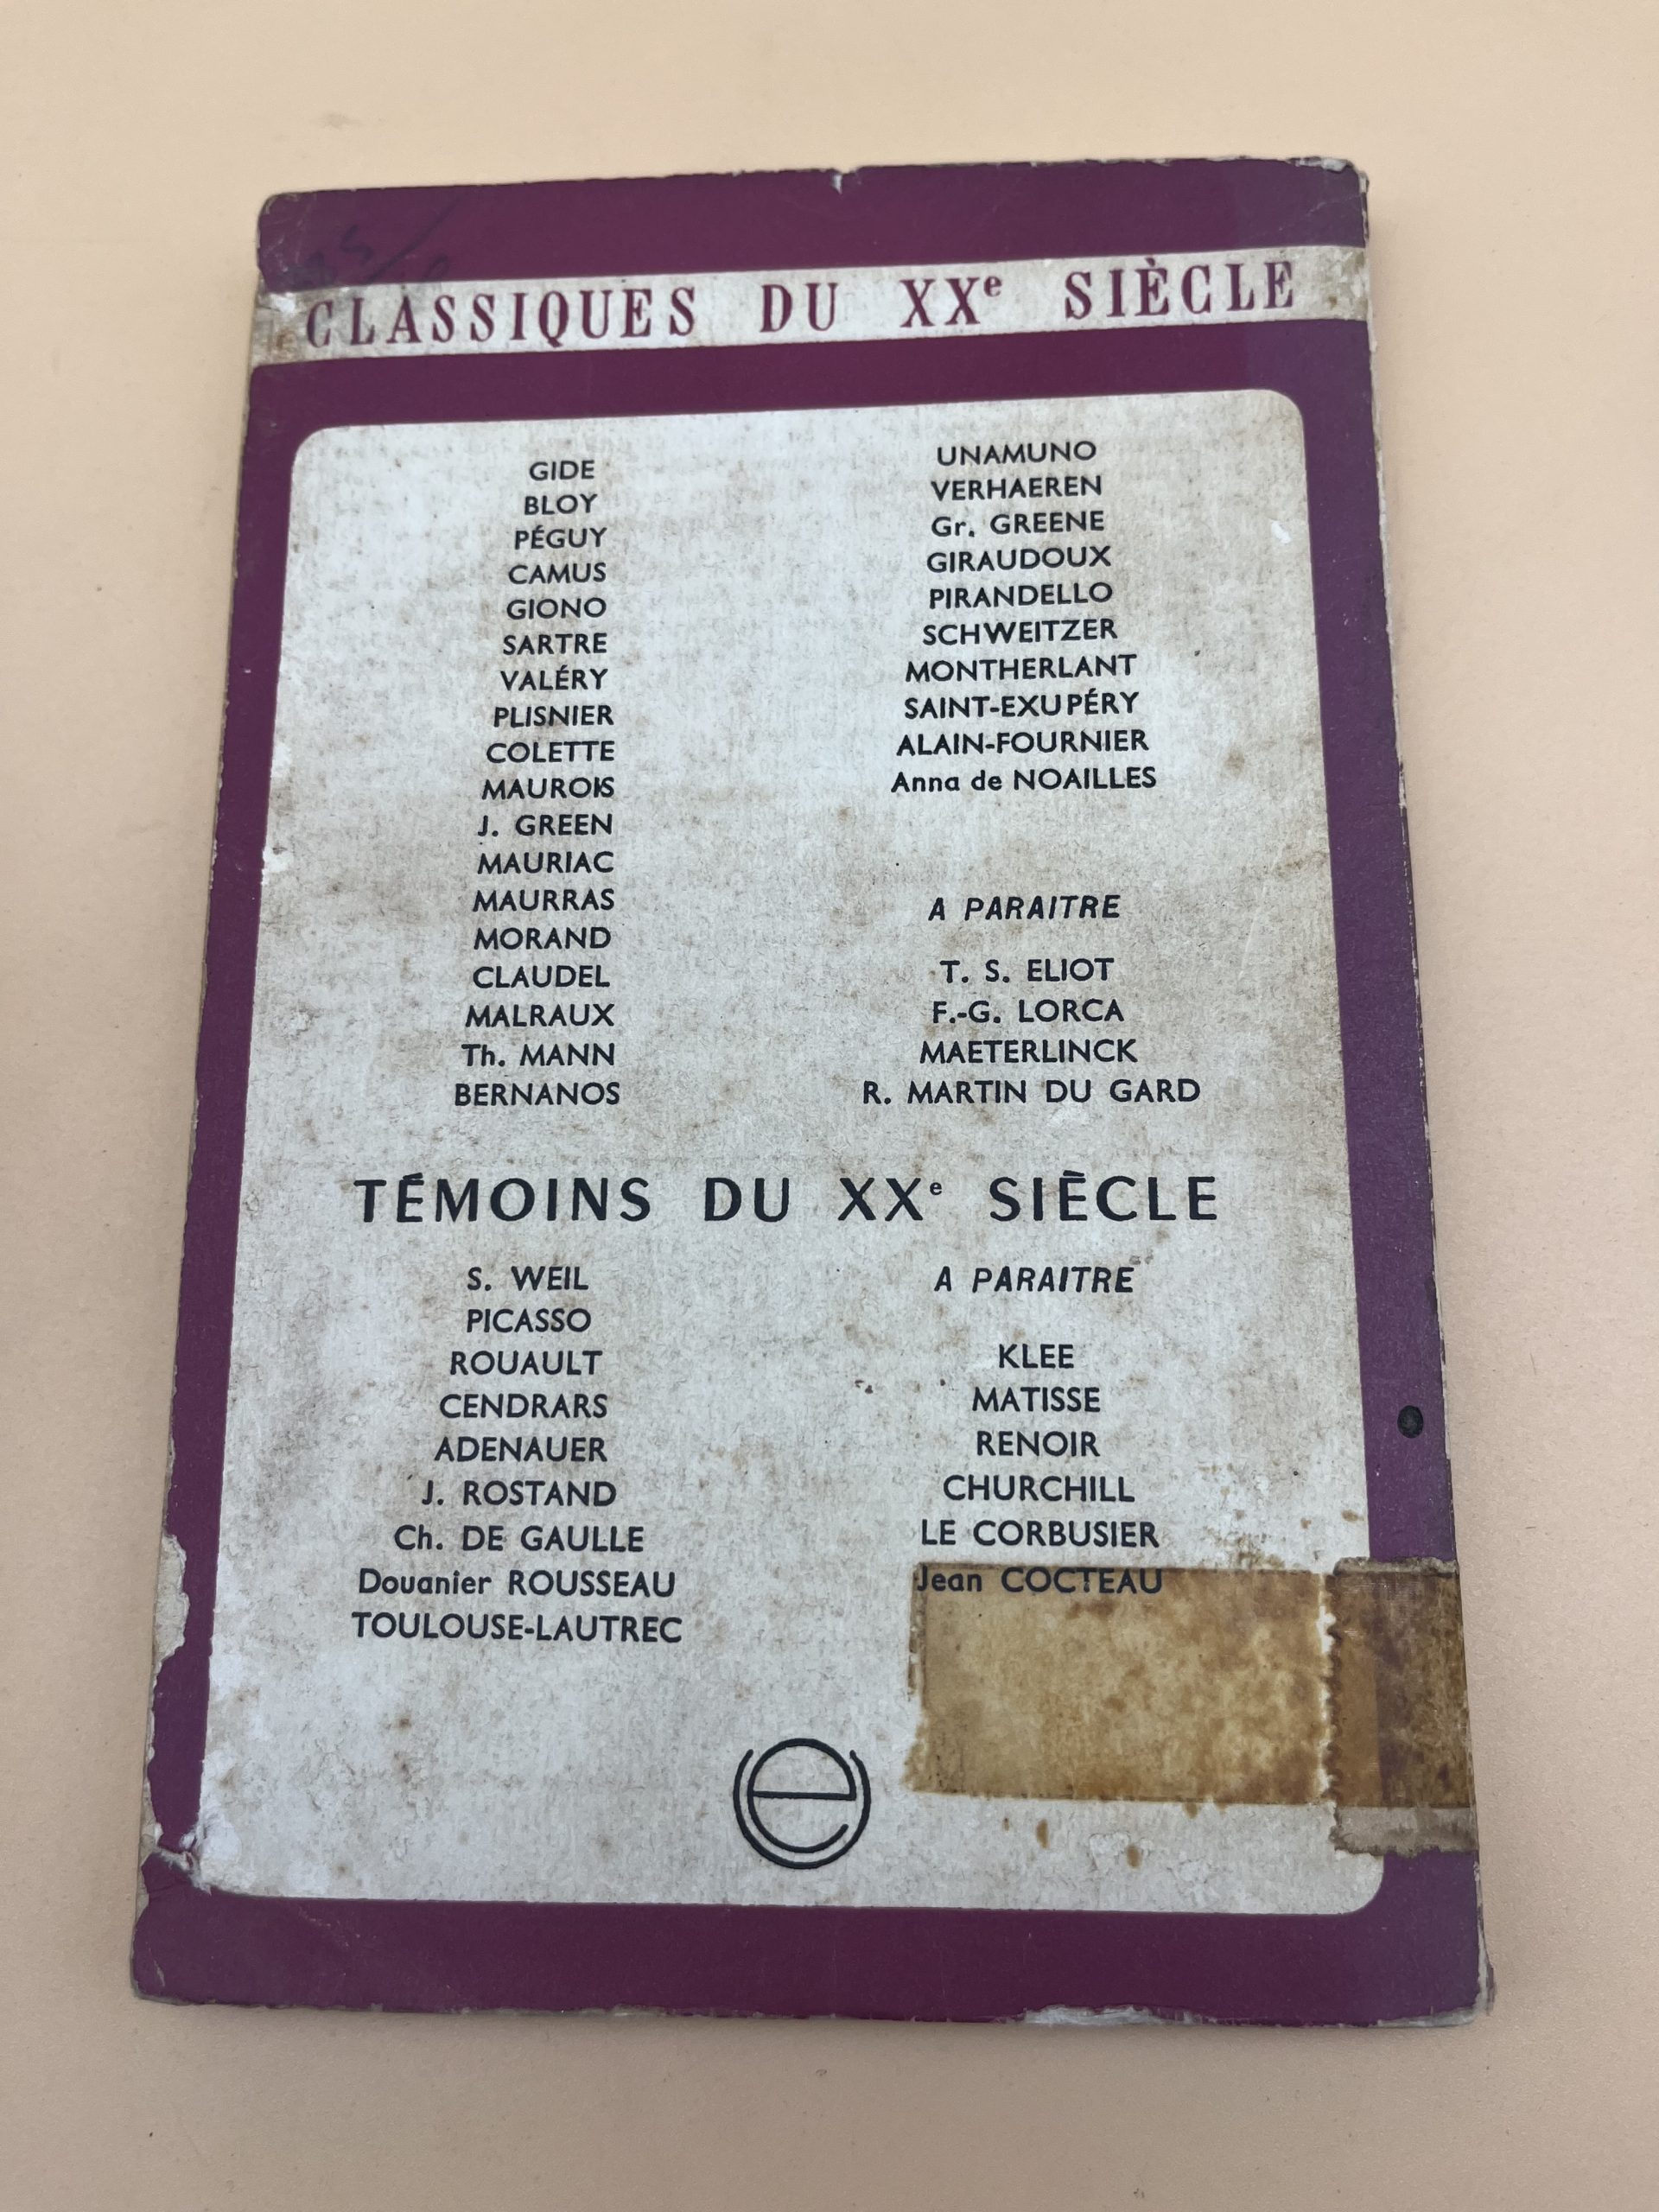 CLASSIQUES DU XXe SIÈCLE
GIDE
BLOY
PÉGUY
CAMUS
GIONO
SARTRE
VALÉRY
PLISNIER
COLETTE
MAUROIS
J. GREEN
MAURIAC
MAURRAS
MORAND
CLAUDEL
MALRAUX
Th. MANN
BERNANOS
UNAMUNO
VERHAEREN
Gr. GREENE
GIRAUDOUX
PIRANDELLO
SCHWEITZER
MONTHERLANT
SAINT-EXUPÉRY
ALAIN-FOURNIER
Anna de NOAILLES
A PARAITRE
T. S. ELIOT
F.-G. LORCA
MAETERLINCK
R. MARTIN DU GARD
TÉMOINS DU XXe SIÈCLE
S. WEIL
PICASSO
ROUAULT
CENDRARS
ADENAUER
J. ROSTAND
Ch. DE GAULLE
Douanier ROUSSEAU
TOULOUSE-LAUTREC
A PARAITRE
KLEE
MATISSE
RENOIR
CHURCHILL
LE CORBUSIER
Jean COCTEAU
e